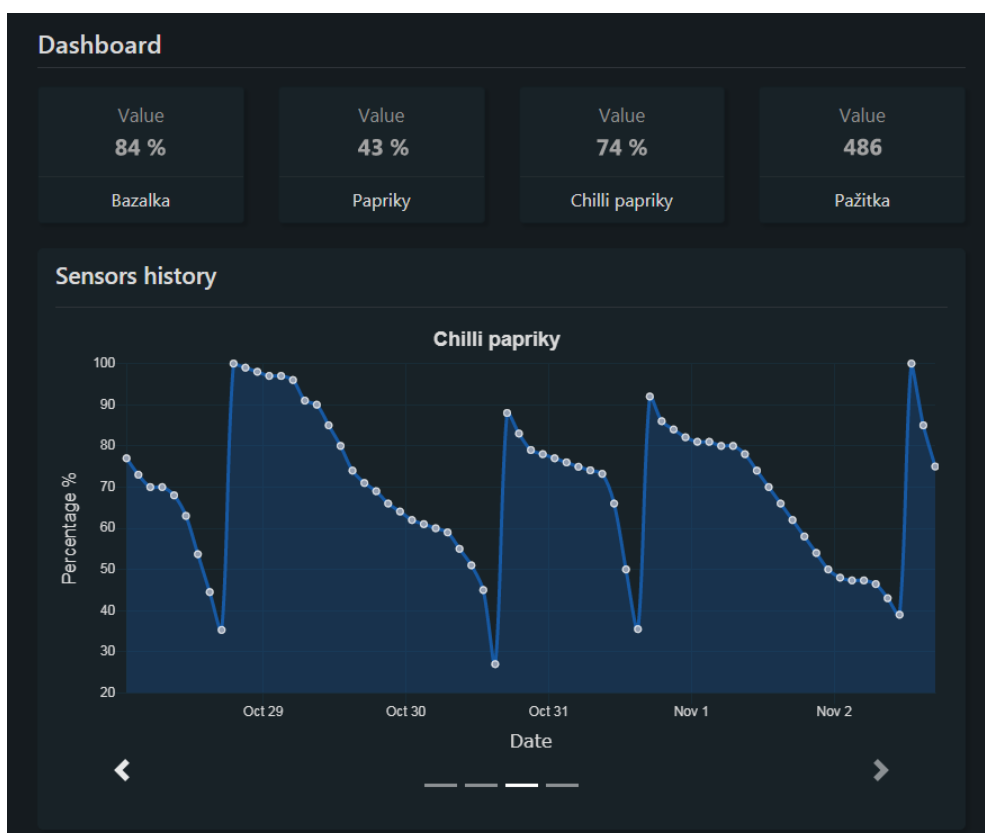 Dashboard
Value Value Value Value
84 % 43 % 74 % 486
Bazalka Papriky Chilli papriky Pažitka
Sensors history
Chilli papriky
100
90
80
70
60
50
40
30
20
Percentage %
Oct 29 Oct 30 Oct 31 Nov 1 Nov 2
Date